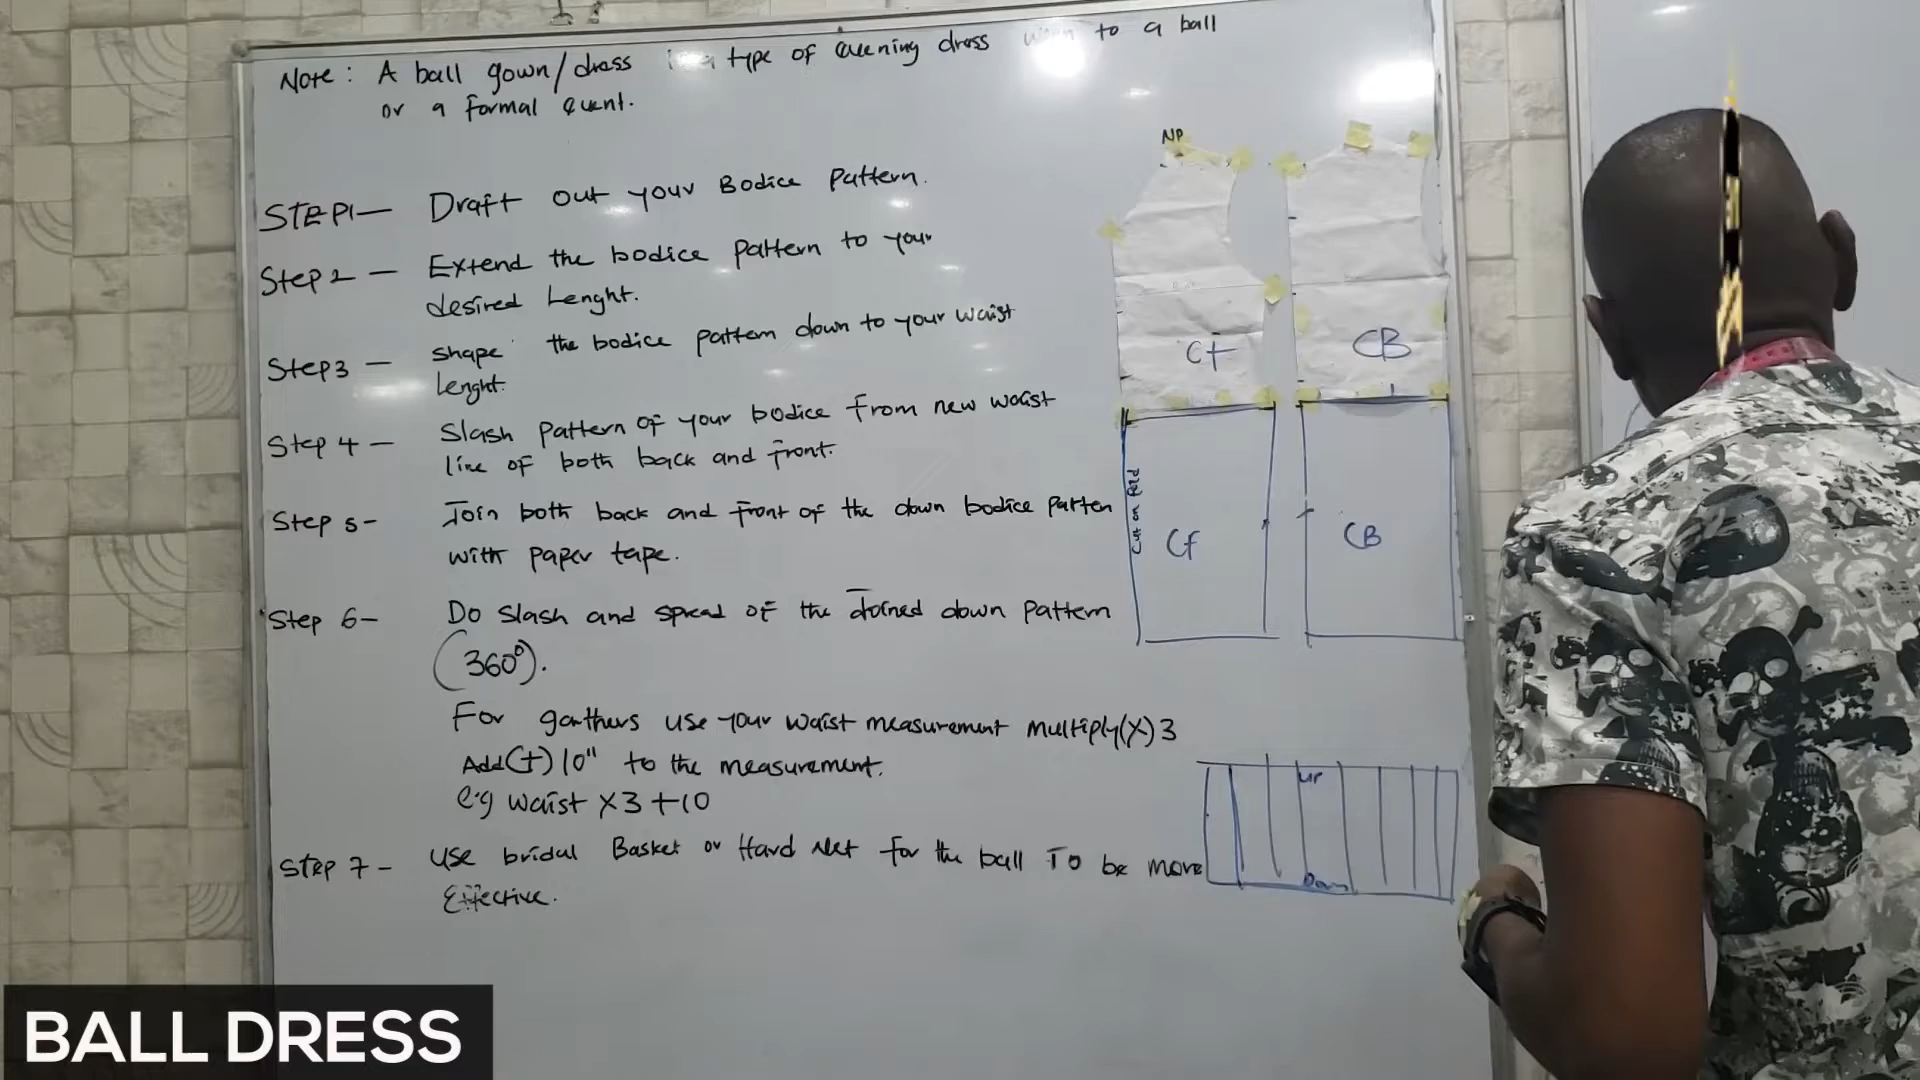 Note: A ball gown/dress is a type of evening dress to a ball
or a formal event.
STEP1— Draft out your Bodice Pattern.
Step 2 — Extend the bodice pattern to your
desired Lenght.
Step3 — shape the bodice pattern down to your waist
Lenght.
Step 4 — Slash pattern of your bodice from new waist
line of both back and front.
Step 5- Join both back and front of the down bodice patten
with paper tape.
Step 6- Do slash and spread of the Joined down pattern
(360°).
For garthers use your waist measurement multiply(x)3
Add(+)10" to the measurement.
e.g waist x3+10
Step 7- Use bridal Basket or Hard Net for the ball To be more
Effective.
NP
Cf
CB
Cut on fold
Cf
CB
UP
Down
BALL DRESS